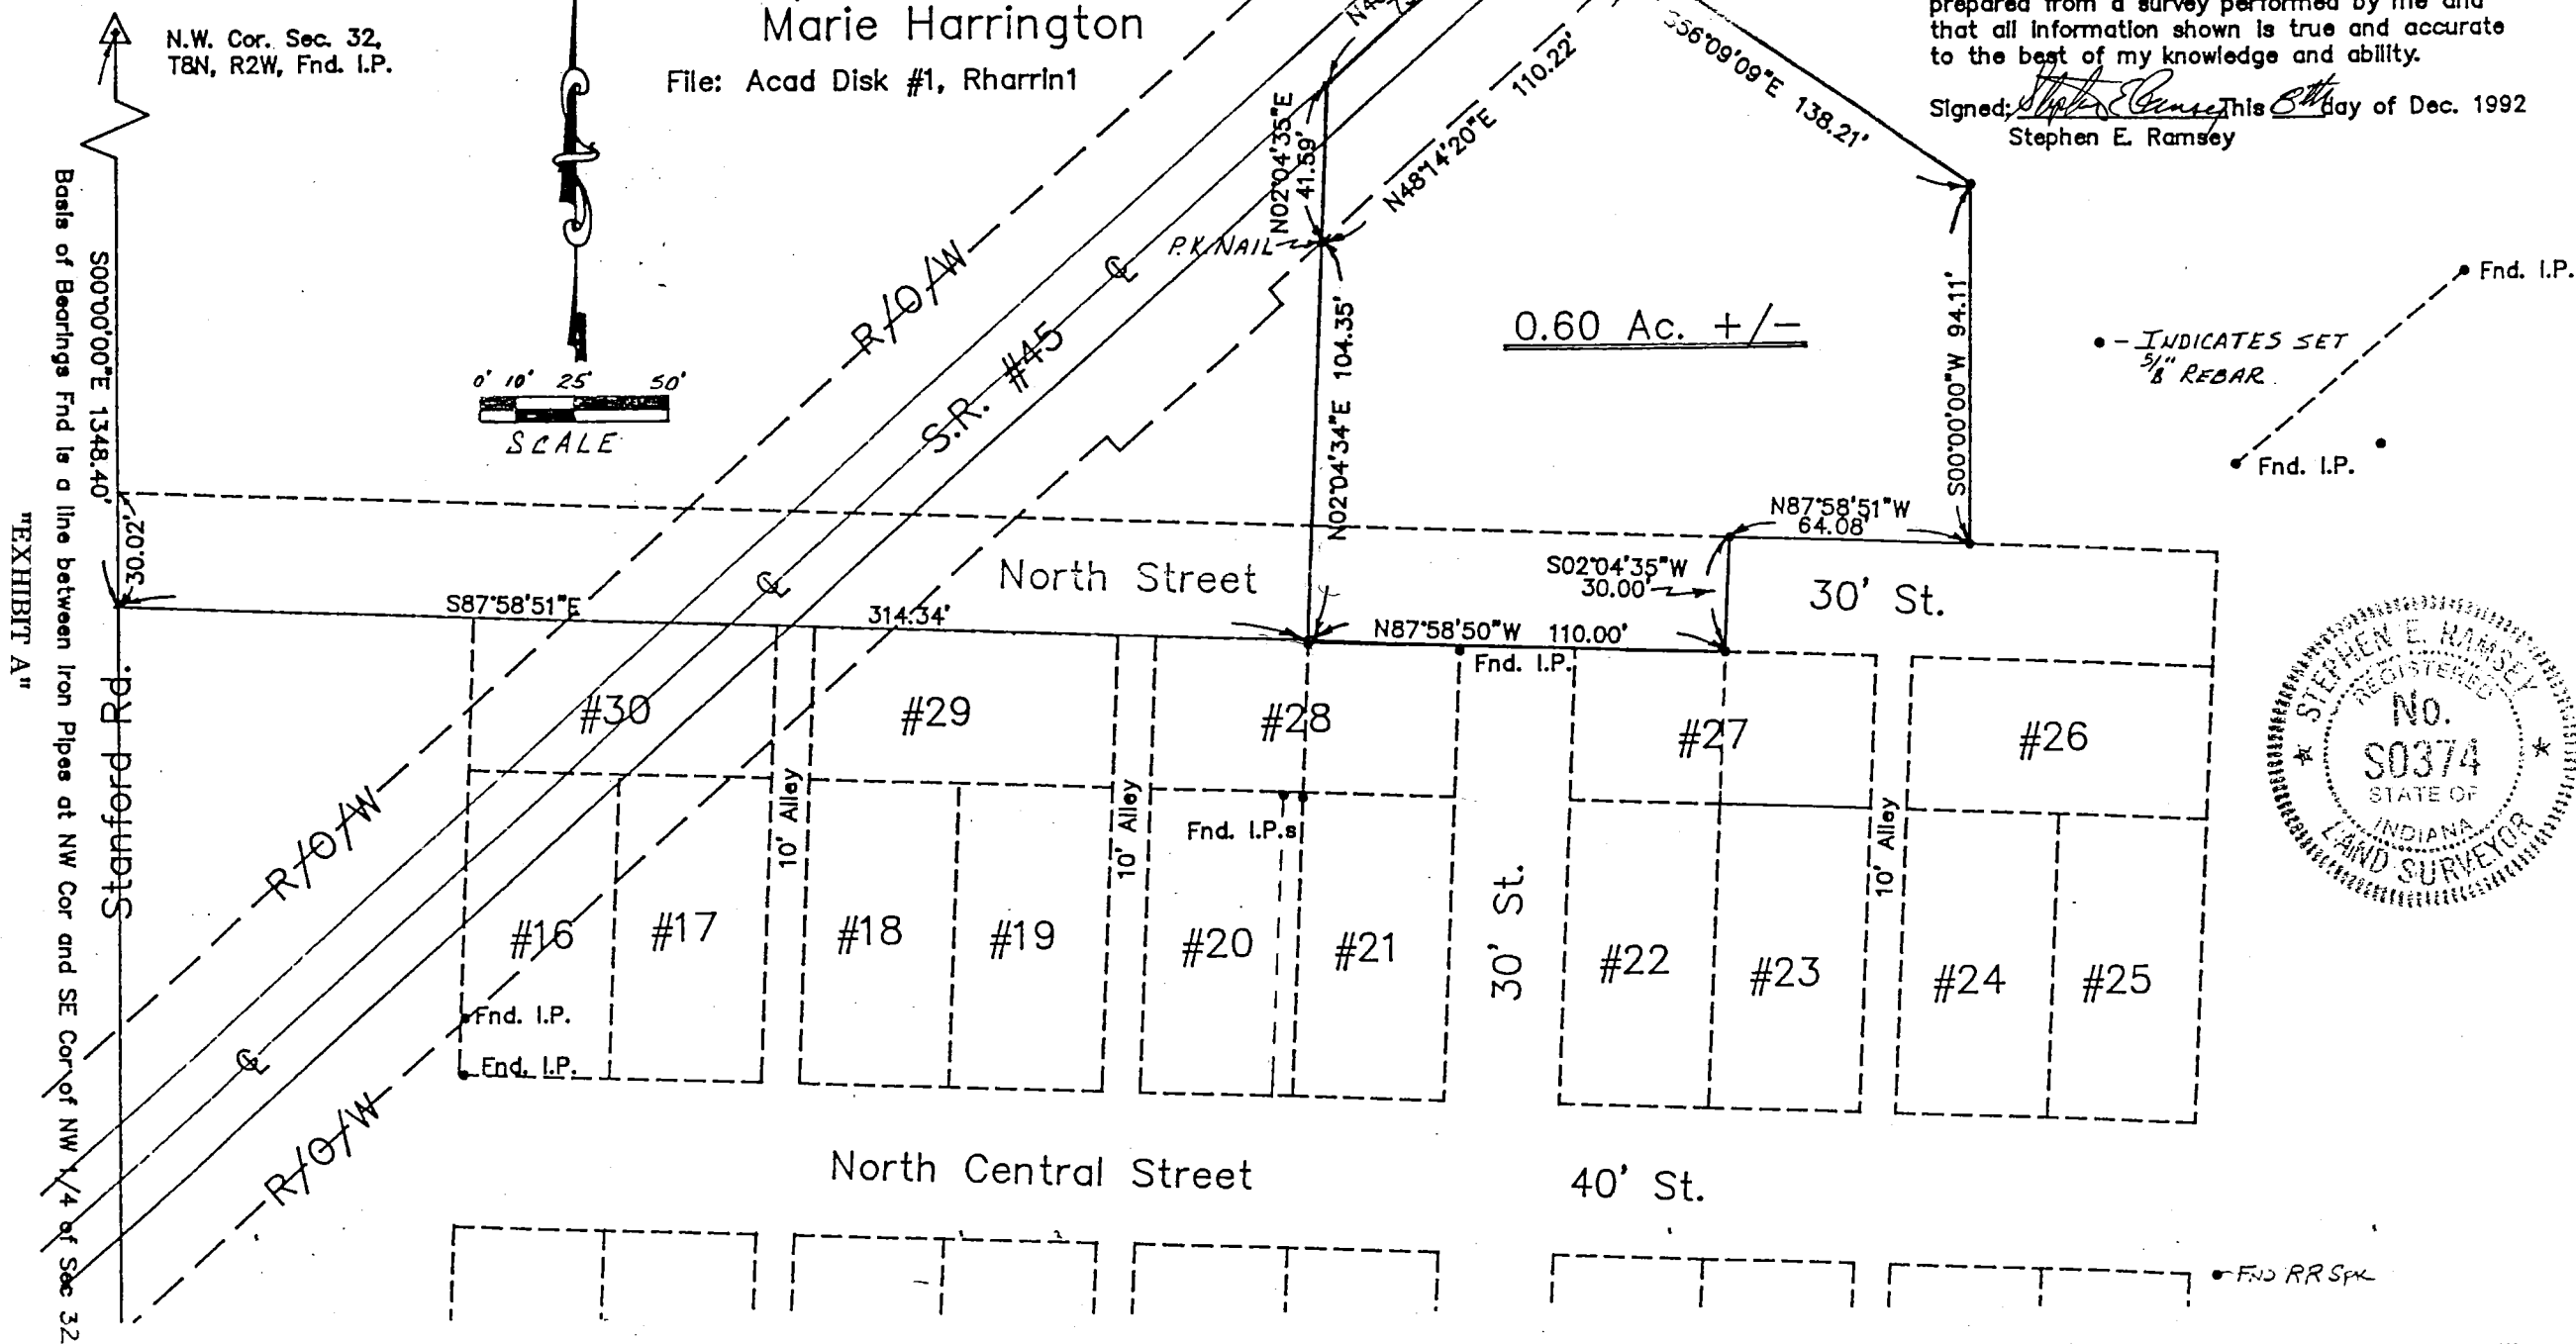 N.W. Cor. Sec. 32,
T8N, R2W, Fnd. I.P.
Marie Harrington
File: Acad Disk #1, Rharrin1
prepared from a survey performed by me and
that all information shown is true and accurate
to the best of my knowledge and ability.
Signed: Stephen E Ramsey This 8th day of Dec. 1992
Stephen E. Ramsey
S56°09'09"E 138.21'
N48°14'20"E 110.22'
N02°04'35"E
41.59'
P.K. NAIL
N02°04'34"E 104.35'
0.60 Ac. +/-
S00°00'00"W 94.11'
Fnd. I.P.
• - INDICATES SET
5/8" REBAR
Fnd. I.P.
R/O/W
S.R. #45
0' 10' 25' 50'
SCALE
S00°00'00"E 1348.40'
30.02'
Basis of Bearings Fnd is a line between Iron Pipes at NW Cor and SE Cor of NW 1/4 of Sec 32
"EXHIBIT A"
Stanford Rd.
North Street
N87°58'51"W
64.08'
S02°04'35"W
30.00'
30' St.
S87°58'51"E
314.34'
N87°58'50"W 110.00'
Fnd. I.P.
#30
#29
#28
#27
#26
10' Alley
10' Alley
10' Alley
Fnd. I.P.s
R/O/W
#16
#17
#18
#19
#20
#21
30' St.
#22
#23
#24
#25
Fnd. I.P.
Fnd. I.P.
R/O/W
North Central Street
40' St.
FND RR SPK
STEPHEN E. RAMSEY
REGISTERED
No.
S0374
STATE OF
INDIANA
LAND SURVEYOR